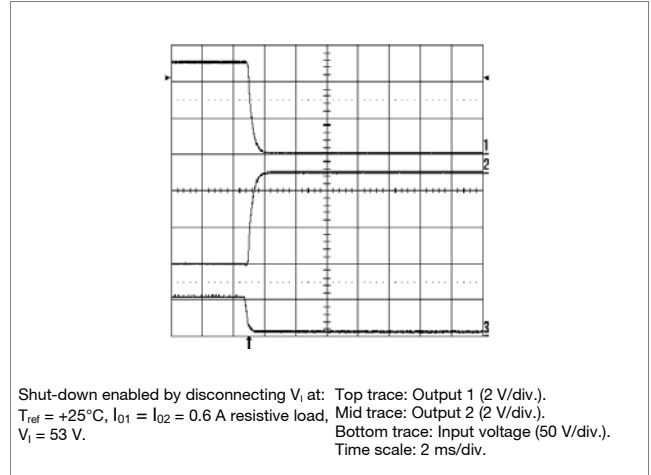 1
2
3
Shut-down enabled by disconnecting VI at:
Tref = +25°C, I01 = I02 = 0.6 A resistive load,
VI = 53 V.
Top trace: Output 1 (2 V/div.).
Mid trace: Output 2 (2 V/div.).
Bottom trace: Input voltage (50 V/div.).
Time scale: 2 ms/div.